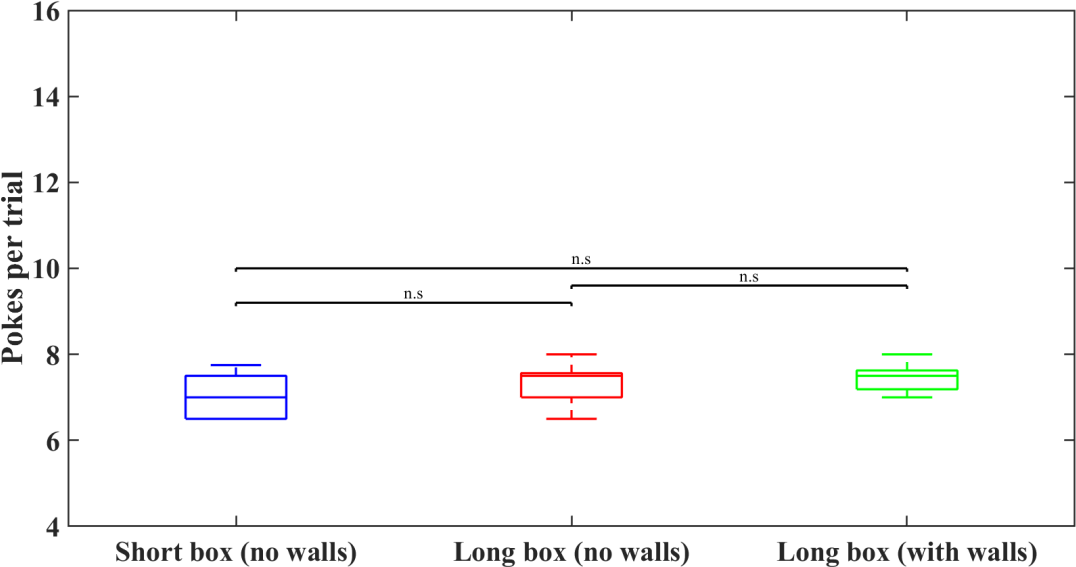 Pokes per trial
16
14
12
10
8
6
4
n.s
n.s
n.s
Short box (no walls)
Long box (no walls)
Long box (with walls)